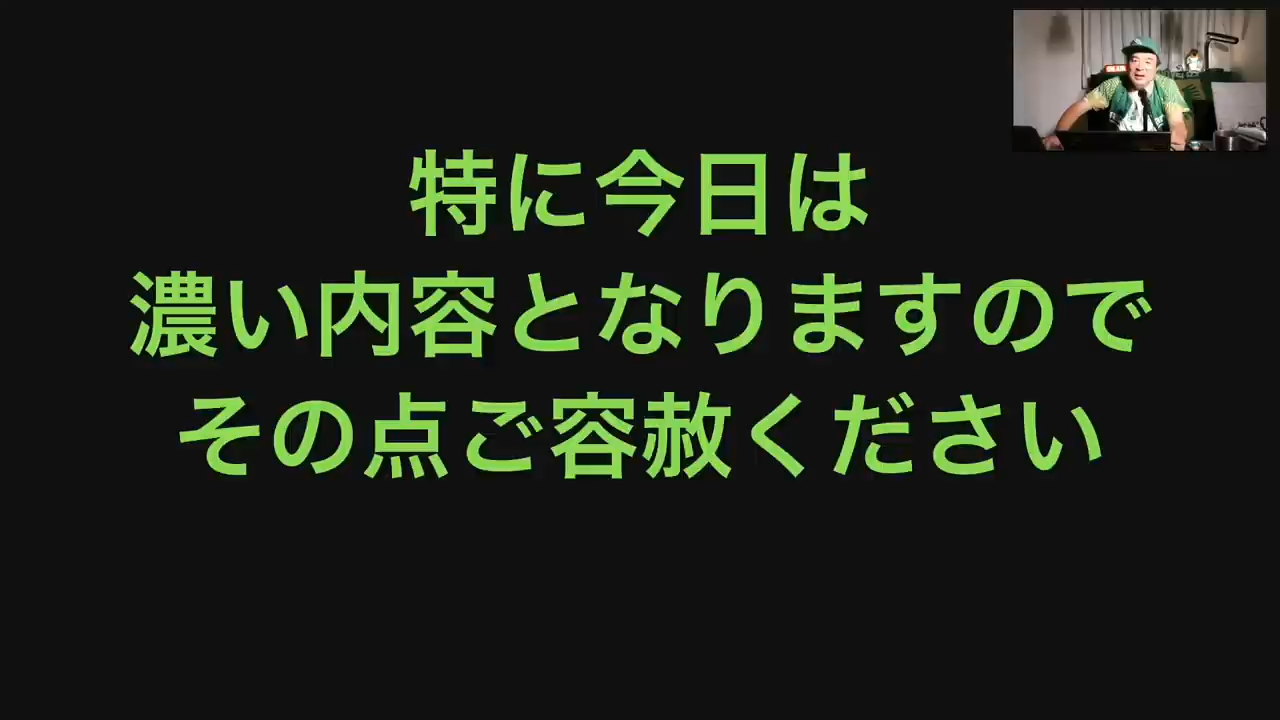 特に今日は
濃い内容となりますので
その点ご容赦ください